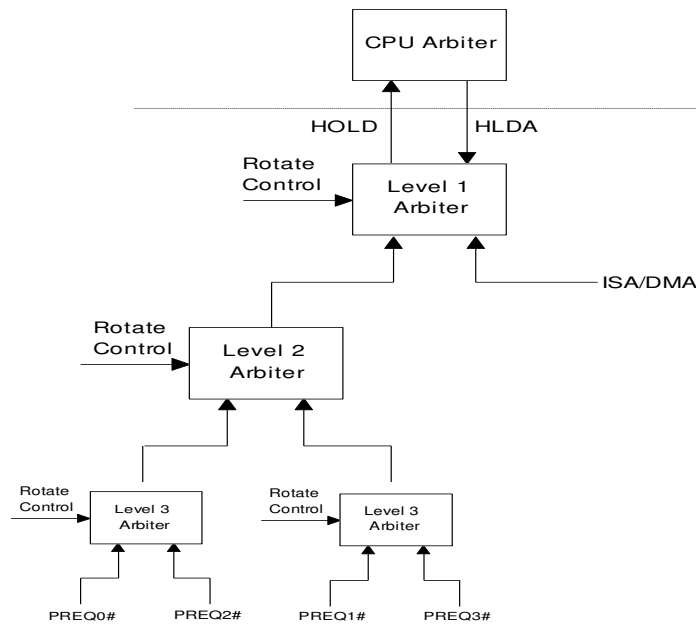 CPU Arbiter
HOLD
HLDA
Rotate
Control
Level 1
Arbiter
ISA/DMA
Rotate
Control
Level 2
Arbiter
Rotate
Control
Level 3
Arbiter
Rotate
Control
Level 3
Arbiter
PREQ0#
PREQ2#
PREQ1#
PREQ3#